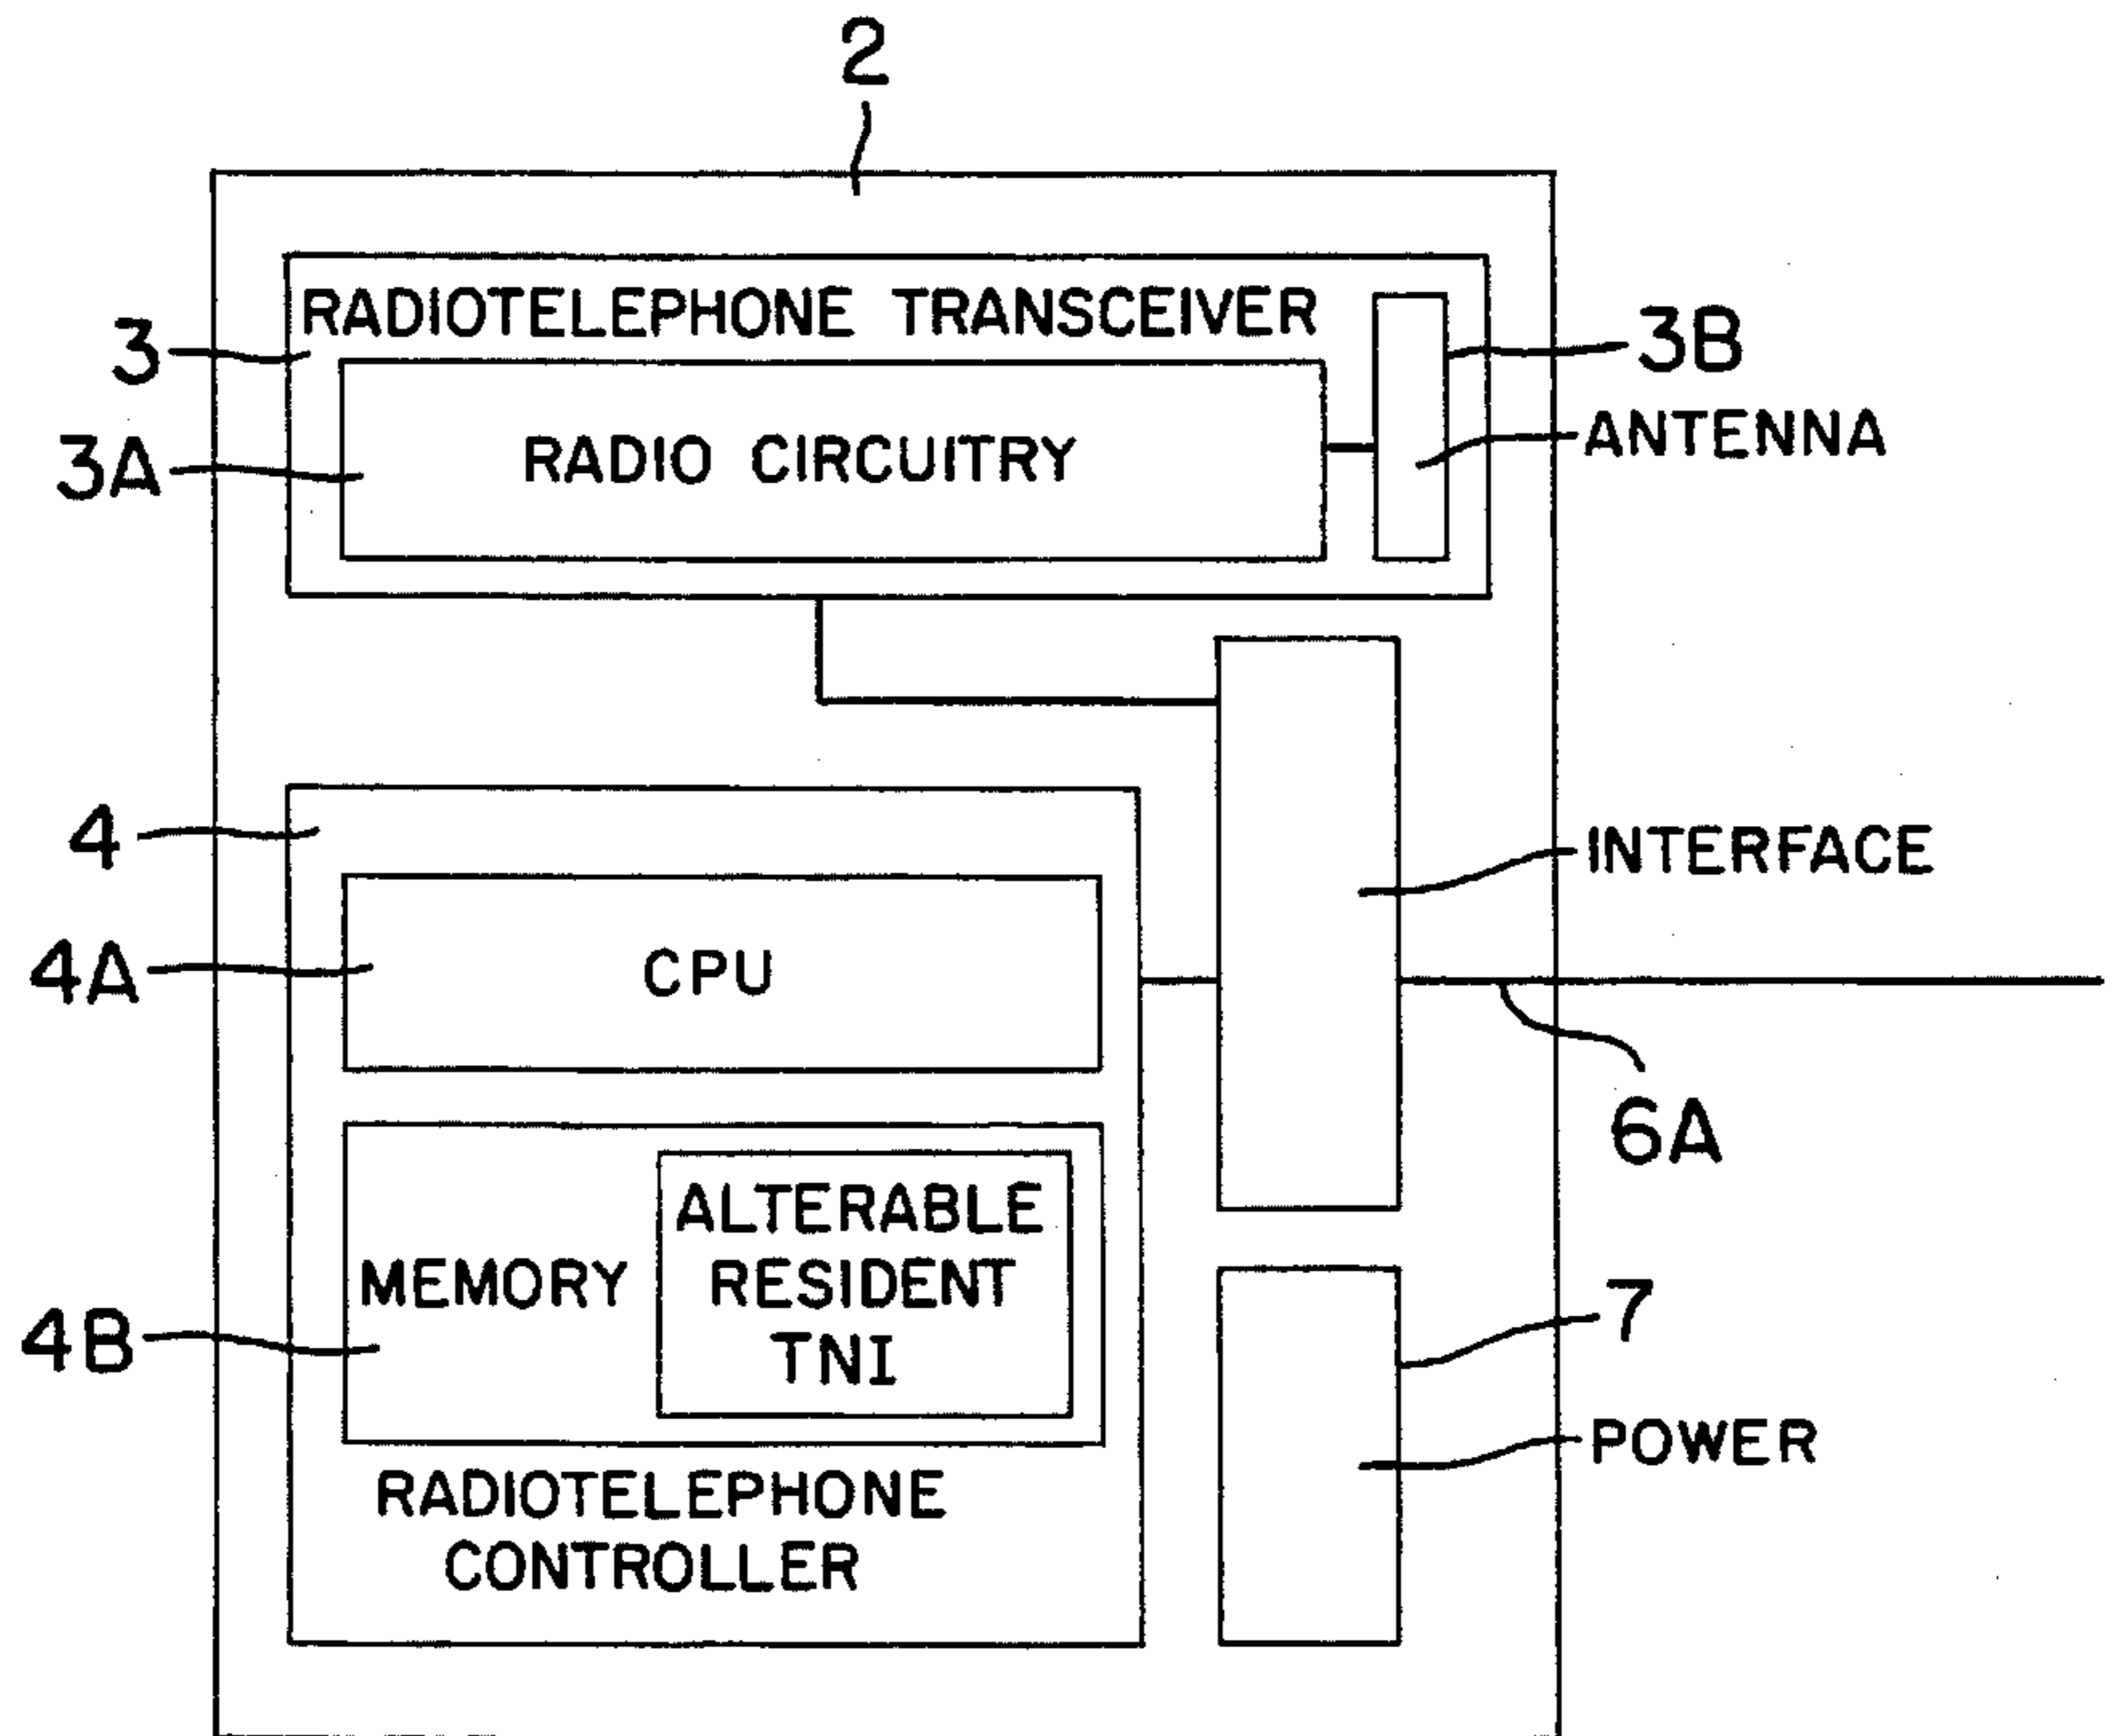 2
RADIOTELEPHONE TRANSCEIVER
3
3B
RADIO CIRCUITRY
3A
ANTENNA
4
INTERFACE
4A
CPU
6A
ALTERABLE
RESIDENT
TNI
MEMORY
4B
7
POWER
RADIOTELEPHONE
CONTROLLER